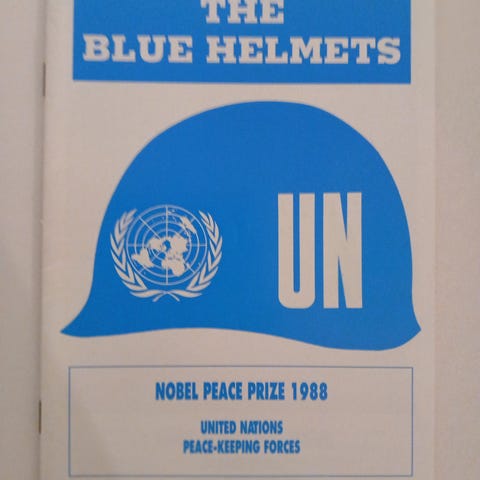 THE
BLUE HELMETS
UN
NOBEL PEACE PRIZE 1988
UNITED NATIONS
PEACE-KEEPING FORCES